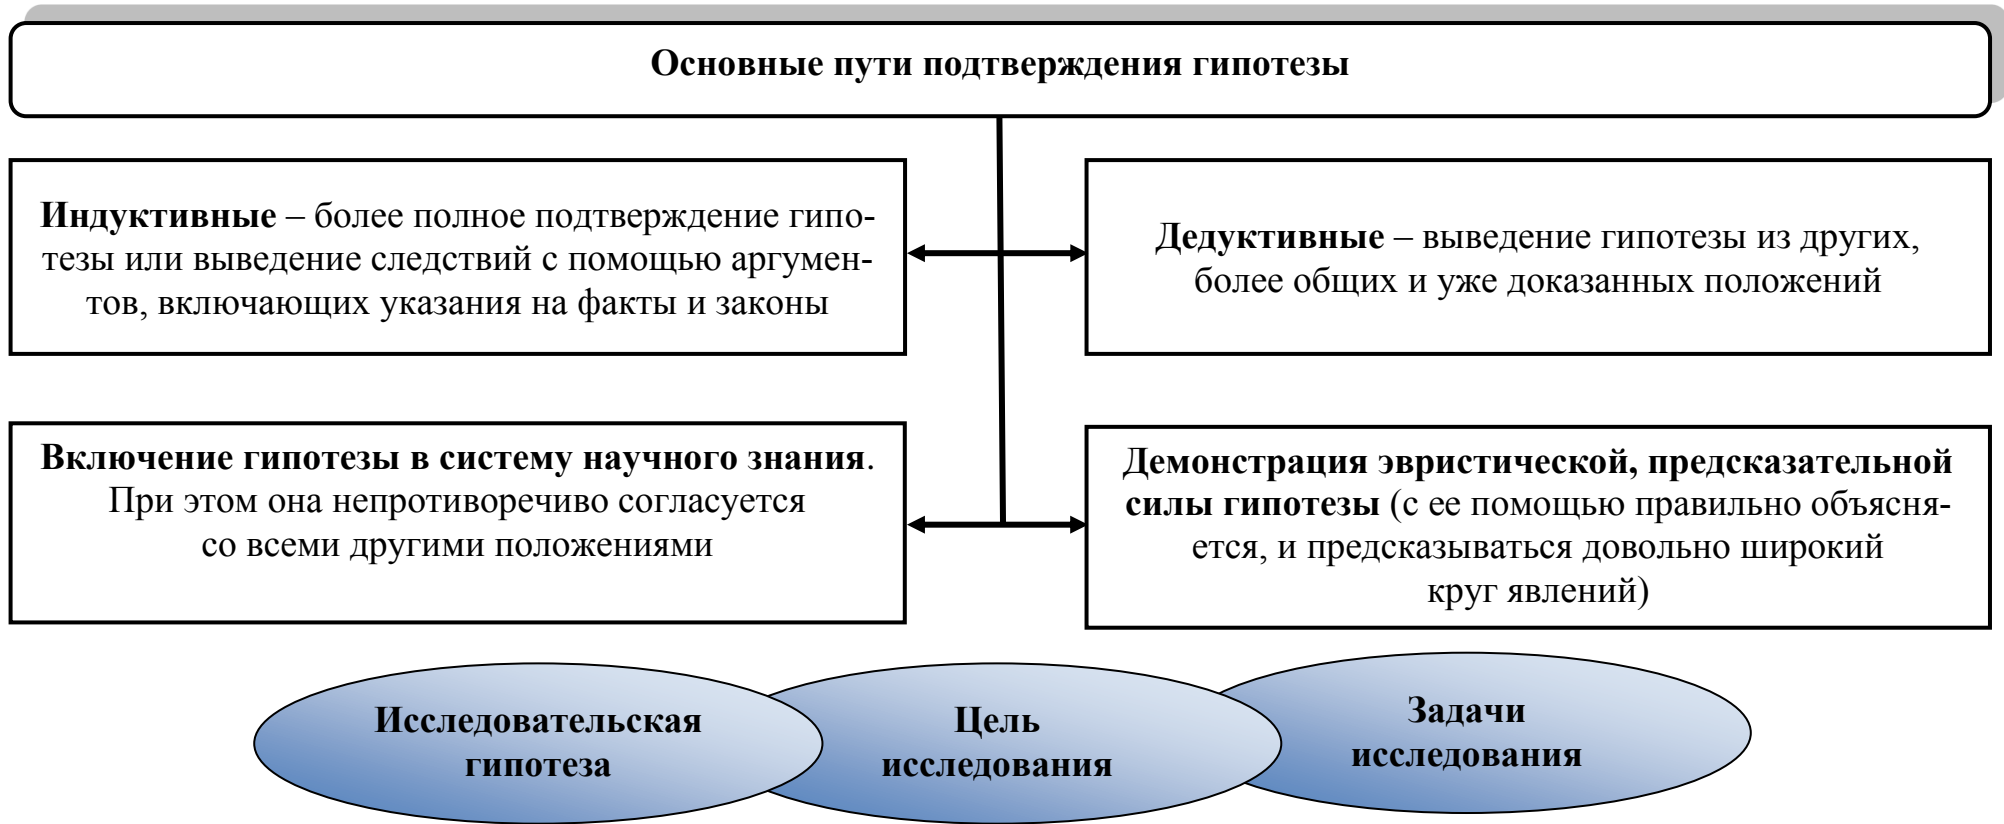 Основные пути подтверждения гипотезы
Индуктивные – более полное подтверждение гипо-
тезы или выведение следствий с помощью аргумен-
тов, включающих указания на факты и законы
Дедуктивные – выведение гипотезы из других,
более общих и уже доказанных положений
Включение гипотезы в систему научного знания.
При этом она непротиворечиво согласуется
со всеми другими положениями
Демонстрация эвристической, предсказательной
силы гипотезы (с ее помощью правильно объясня-
ется, и предсказываться довольно широкий
круг явлений)
Исследовательская
гипотеза
Цель
исследования
Задачи
исследования